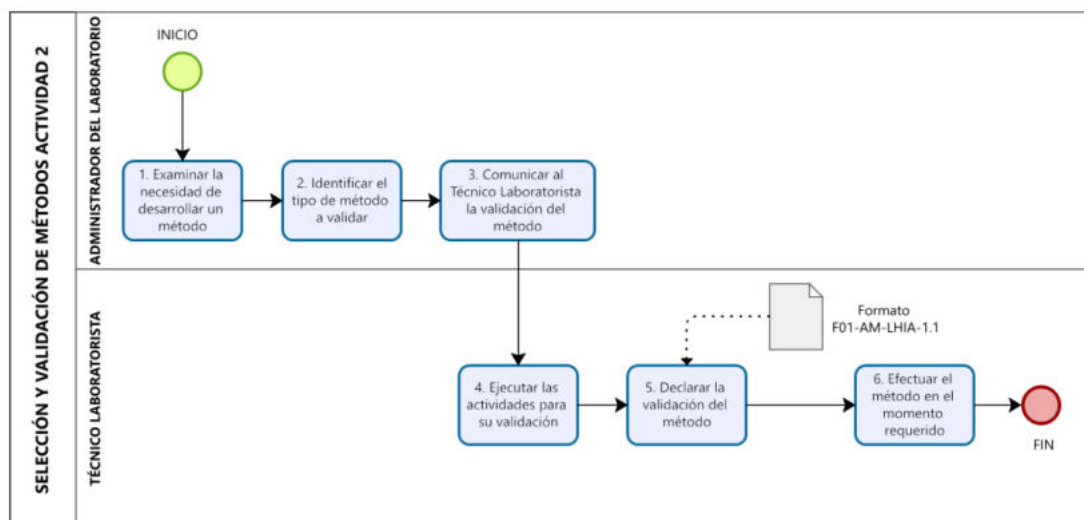 SELECCIÓN Y VALIDACIÓN DE MÉTODOS ACTIVIDAD 2
ADMINISTRADOR DEL LABORATORIO
INICIO
1. Examinar la
necesidad de
desarrollar un
método
2. Identificar el
tipo de método
a validar
3. Comunicar al
Técnico Laboratorista
la validación del
método
TÉCNICO LABORATORISTA
Formato
F01-AM-LHIA-1.1
4. Ejecutar las
actividades para
su validación
5. Declarar la
validación del
método
6. Efectuar el
método en el
momento
requerido
FIN